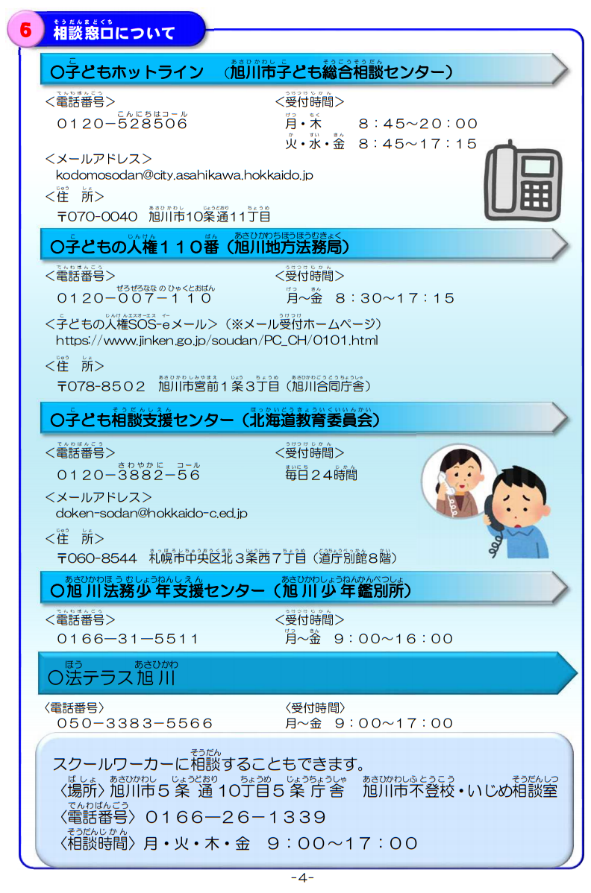 6 相談窓口について
○子どもホットライン （旭川市子ども総合相談センター）
＜電話番号＞ ＜受付時間＞
０１２０−５２８５０６ 月・木 ８：４５〜２０：００
火・水・金 ８：４５〜１７：１５
＜メールアドレス＞
kodomosodan@city.asahikawa.hokkaido.jp
＜住 所＞
〒070-0040 旭川市10条通11丁目
○子どもの人権１１０番（旭川地方法務局）
＜電話番号＞ ＜受付時間＞
０１２０−００７−１１０ 月〜金 ８：３０〜１７：１５
＜子どもの人権SOS-eメール＞（※メール受付ホームページ）
https://www.jinken.go.jp/soudan/PC_CH/0101.html
＜住 所＞
〒078-8502 旭川市宮前１条３丁目（旭川合同庁舎）
○子ども相談支援センター（北海道教育委員会）
＜電話番号＞ ＜受付時間＞
０１２０−３８８２−５６ 毎日２４時間
＜メールアドレス＞
doken-sodan@hokkaido-c.ed.jp
＜住 所＞
〒060-8544 札幌市中央区北３条西７丁目（道庁別館８階）
○旭川法務少年支援センター（旭川少年鑑別所）
＜電話番号＞ ＜受付時間＞
０１６６―３１―５５１１ 月〜金 ９：００〜１６：００
○法テラス旭川
〈電話番号〉 〈受付時間〉
０５０−３３８３−５５６６ 月〜金 ９：００〜１７：００
スクールワーカーに相談することもできます。
〈場所〉旭川市５条通10丁目５条庁舎 旭川市不登校・いじめ相談室
〈電話番号〉０１６６―２６−１３３９
〈相談時間〉月・火・木・金 ９：００〜１７：００
-4-